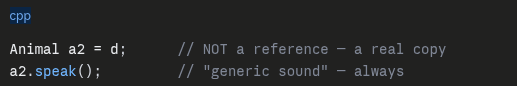 cpp
Animal a2 = d;      // NOT a reference — a real copy
a2.speak();         // "generic sound" — always